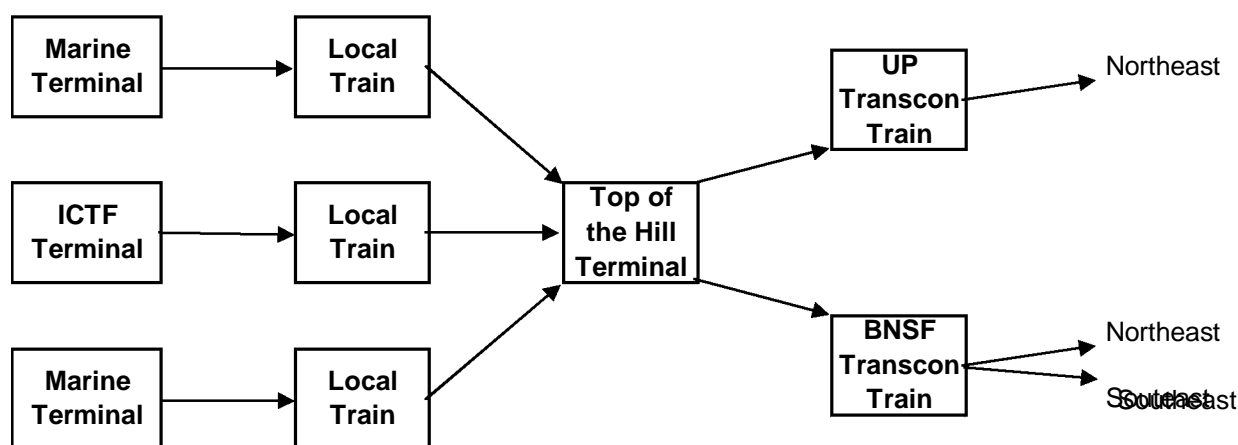 Marine
Terminal
Local
Train
ICTF
Terminal
Local
Train
Marine
Terminal
Local
Train
Top of
the Hill
Terminal
UP
Transcon
Train
Northeast
BNSF
Transcon
Train
Northeast
Southeast